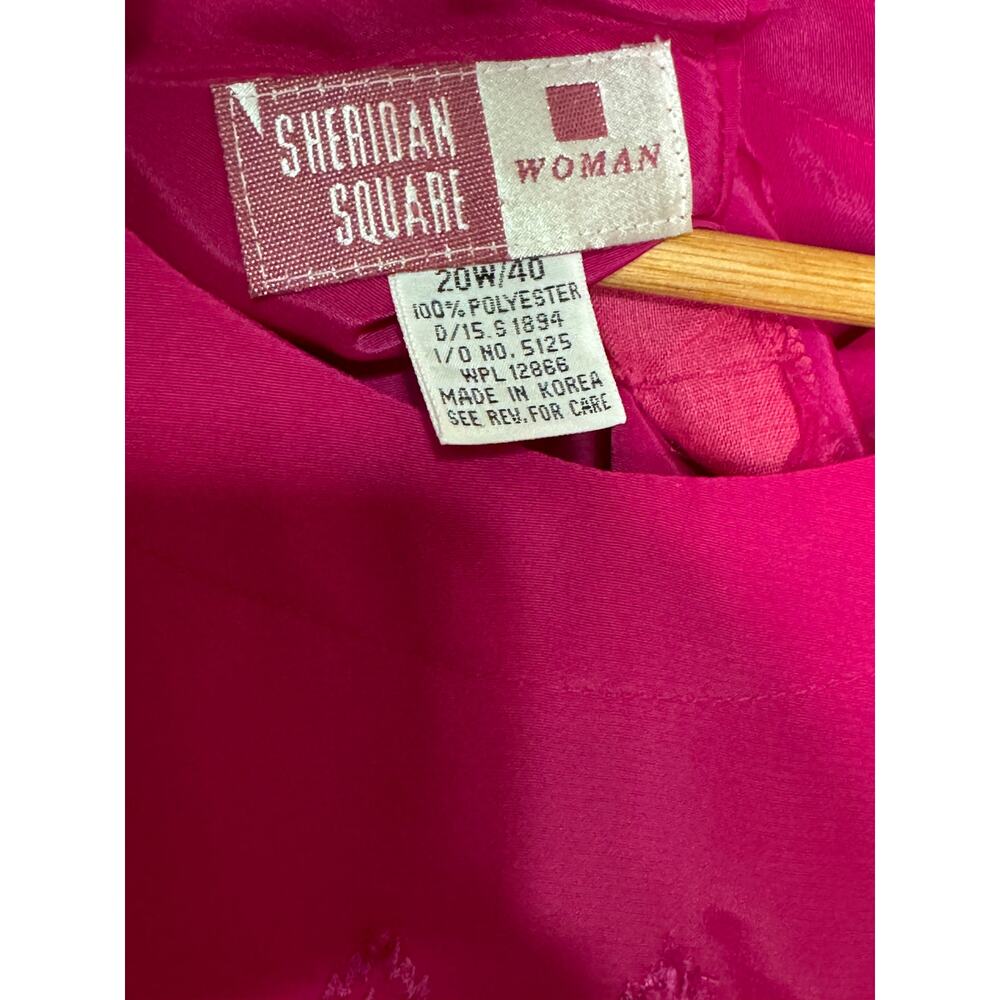 SHERIDAN
SQUARE
WOMAN
20W/40
100% POLYESTER
D/15.S 1894
I/O NO. 5125
WPL 12866
MADE IN KOREA
SEE REV. FOR CARE